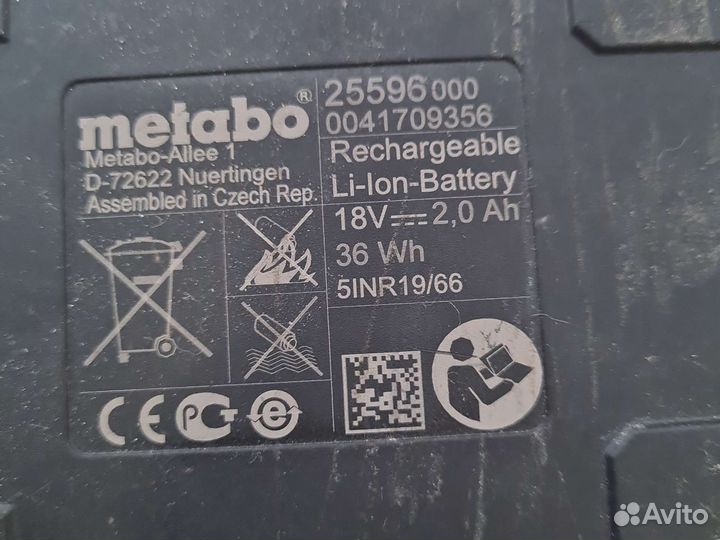 metabo®
Metabo-Allee 1
D-72622 Nuertingen
Assembled in Czech Rep.
25596 000
0041709356
Rechargeable
Li-Ion-Battery
18V⎓2,0 Ah
36 Wh
5INR19/66
CE PCT e
Avito